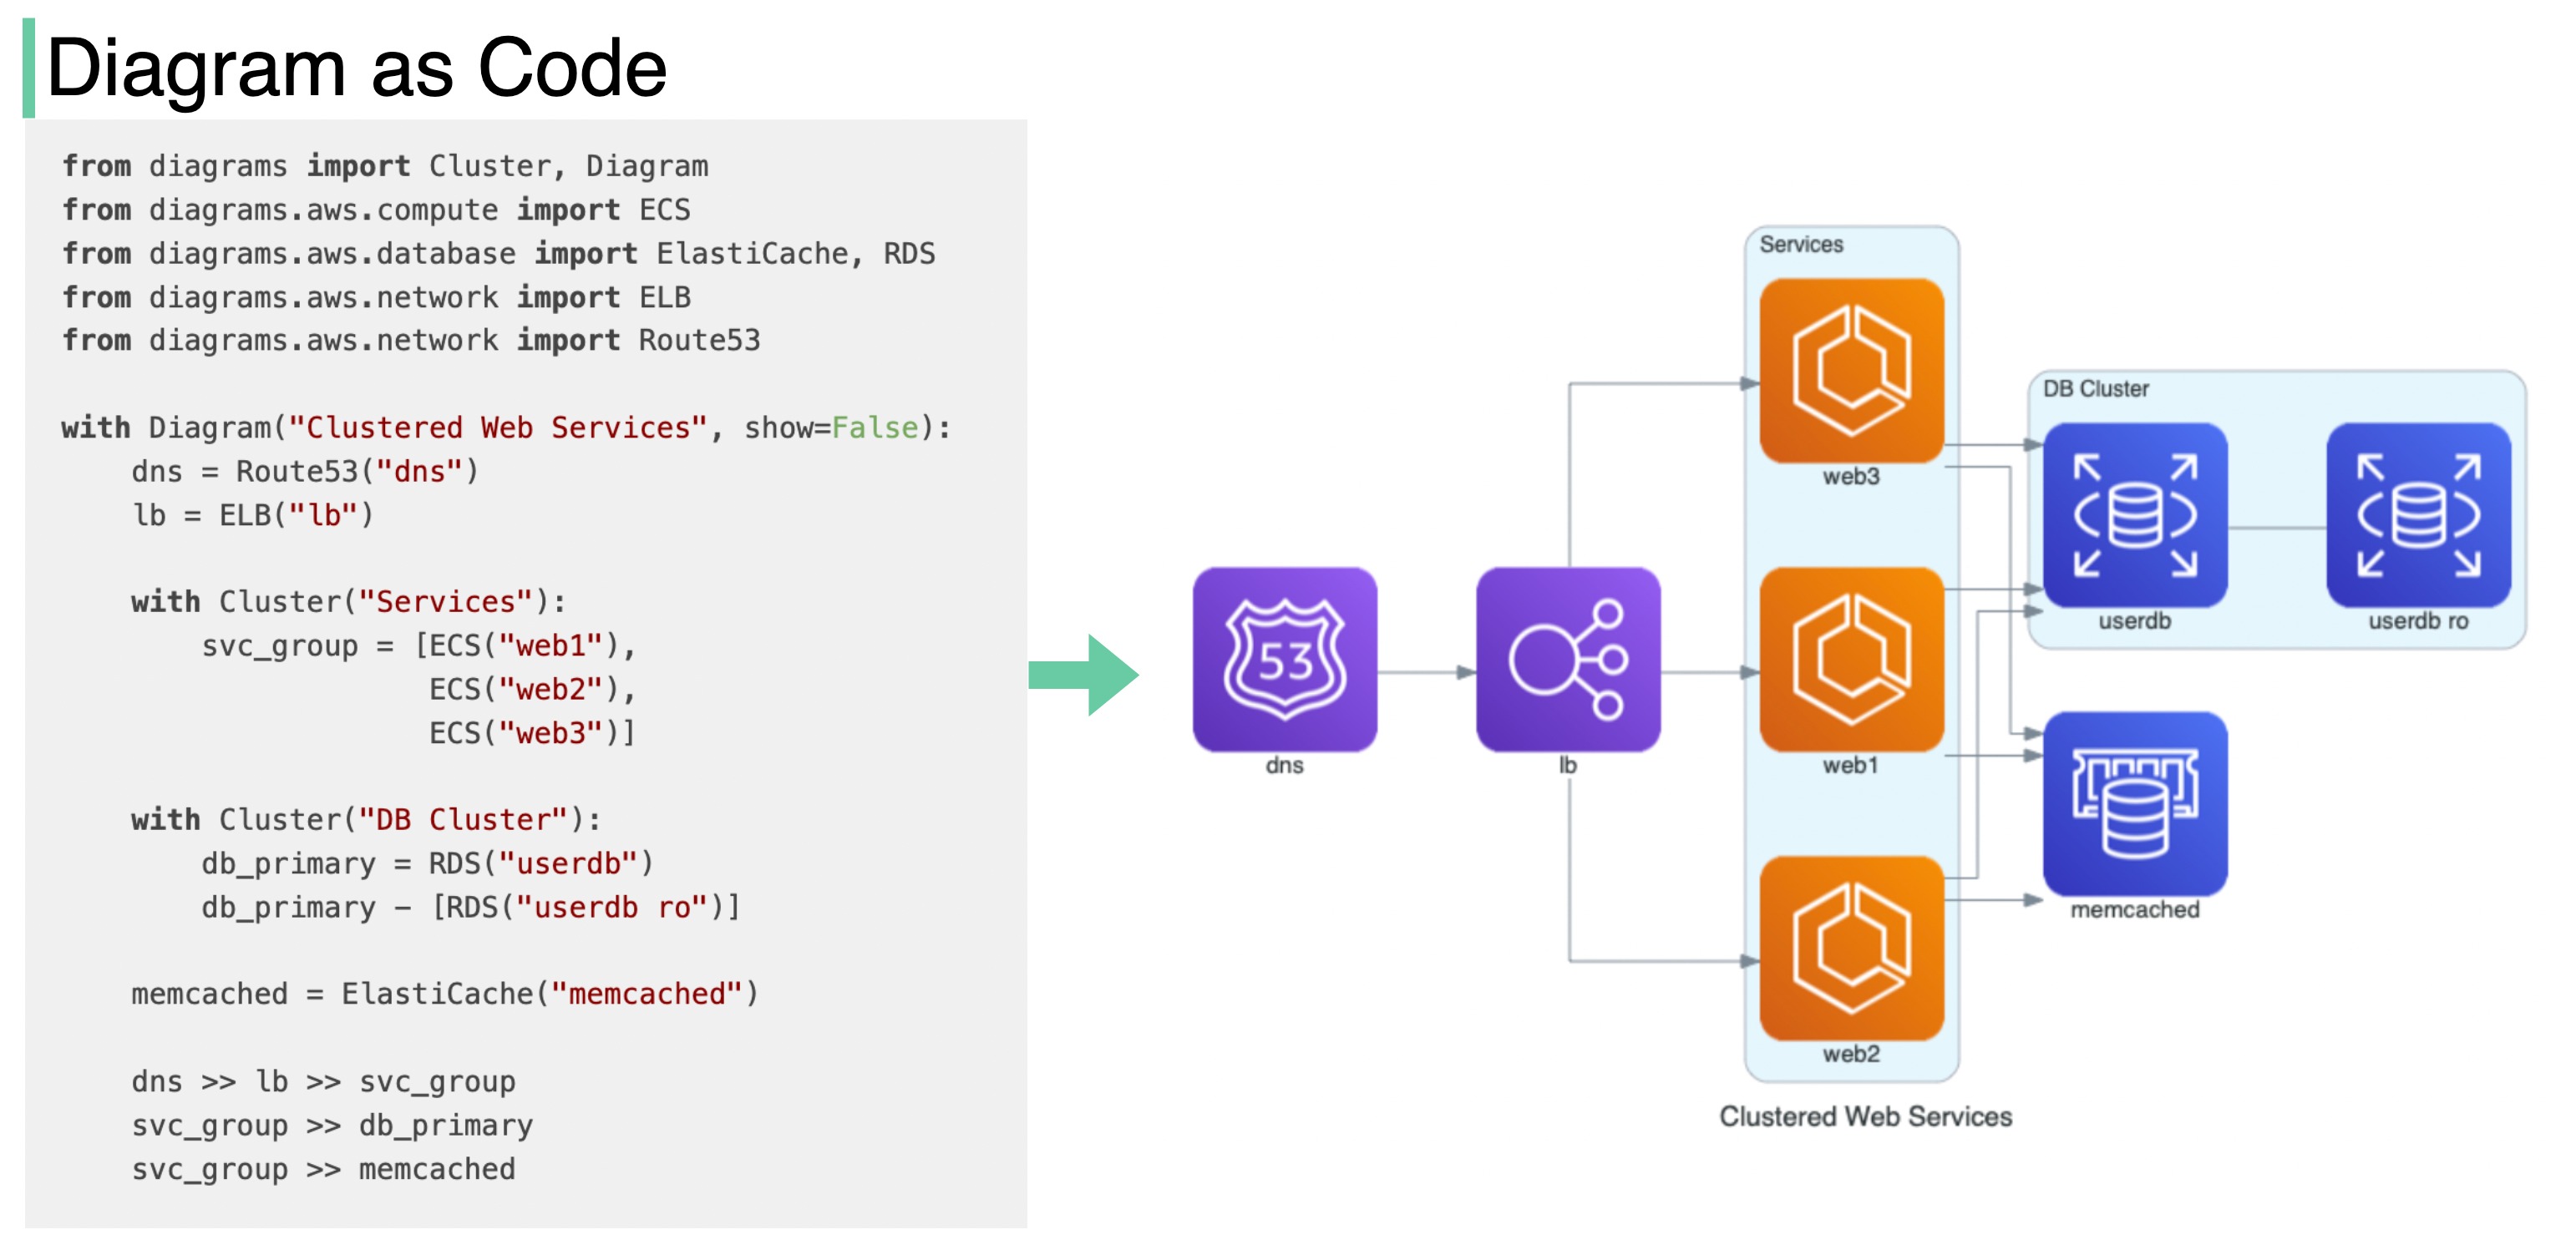 Diagram as Code
from diagrams import Cluster, Diagram
from diagrams.aws.compute import ECS
from diagrams.aws.database import ElastiCache, RDS
from diagrams.aws.network import ELB
from diagrams.aws.network import Route53
with Diagram("Clustered Web Services", show=False):
dns = Route53("dns")
lb = ELB("lb")
with Cluster("Services"):
svc_group = [ECS("web1"),
ECS("web2"),
ECS("web3")]
with Cluster("DB Cluster"):
db_primary = RDS("userdb")
db_primary - [RDS("userdb ro")]
memcached = ElastiCache("memcached")
dns >> lb >> svc_group
svc_group >> db_primary
svc_group >> memcached
Services
web3
DB Cluster
userdb
userdb ro
53
dns
lb
web1
memcached
web2
Clustered Web Services